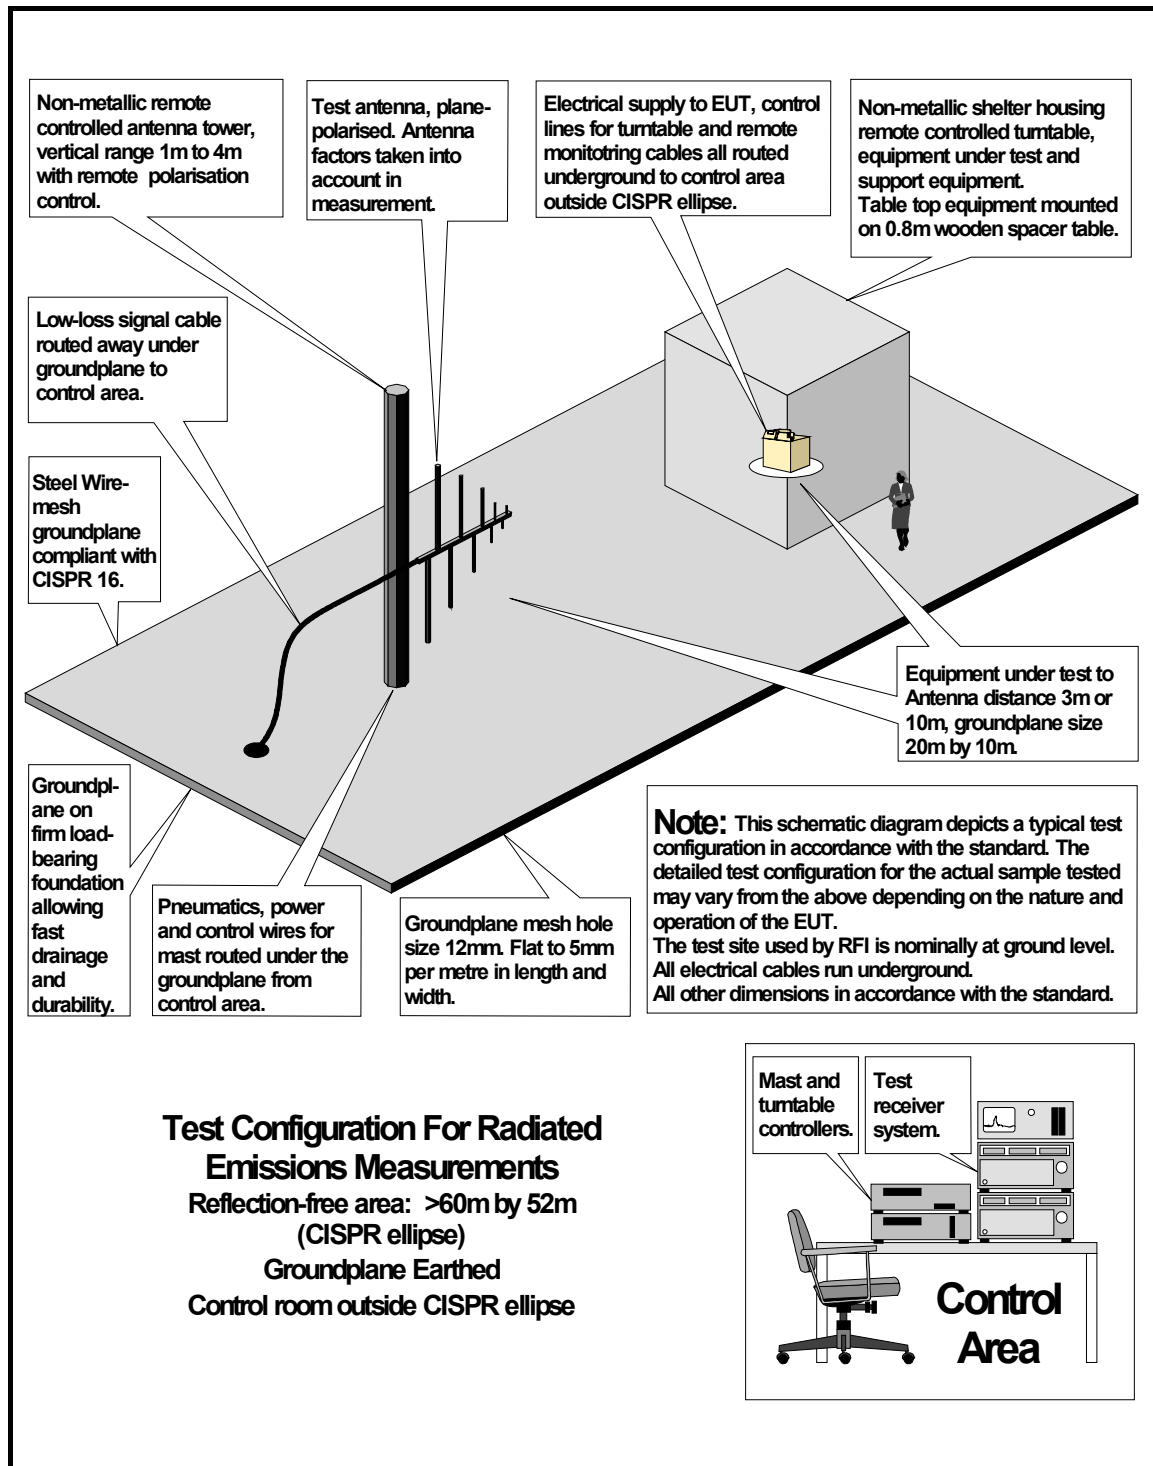 Non-metallic remote
controlled antenna tower,
vertical range 1m to 4m
with remote polarisation
control.
Test antenna, plane-
polarised. Antenna
factors taken into
account in
measurement.
Electrical supply to EUT, control
lines for turntable and remote
monitotring cables all routed
underground to control area
outside CISPR ellipse.
Non-metallic shelter housing
remote controlled turntable,
equipment under test and
support equipment.
Table top equipment mounted
on 0.8m wooden spacer table.
Low-loss signal cable
routed away under
groundplane to
control area.
Steel Wire-
mesh
groundplane
compliant with
CISPR 16.
Equipment under test to
Antenna distance 3m or
10m, groundplane size
20m by 10m.
Groundpl-
ane on
firm load-
bearing
foundation
allowing
fast
drainage
and
durability.
Pneumatics, power
and control wires for
mast routed under the
groundplane from
control area.
Groundplane mesh hole
size 12mm. Flat to 5mm
per metre in length and
width.
Note: This schematic diagram depicts a typical test
configuration in accordance with the standard. The
detailed test configuration for the actual sample tested
may vary from the above depending on the nature and
operation of the EUT.
The test site used by RFI is nominally at ground level.
All electrical cables run underground.
All other dimensions in accordance with the standard.
Test Configuration For Radiated
Emissions Measurements
Reflection-free area: >60m by 52m
(CISPR ellipse)
Groundplane Earthed
Control room outside CISPR ellipse
Mast and
turntable
controllers.
Test
receiver
system.
Control
Area